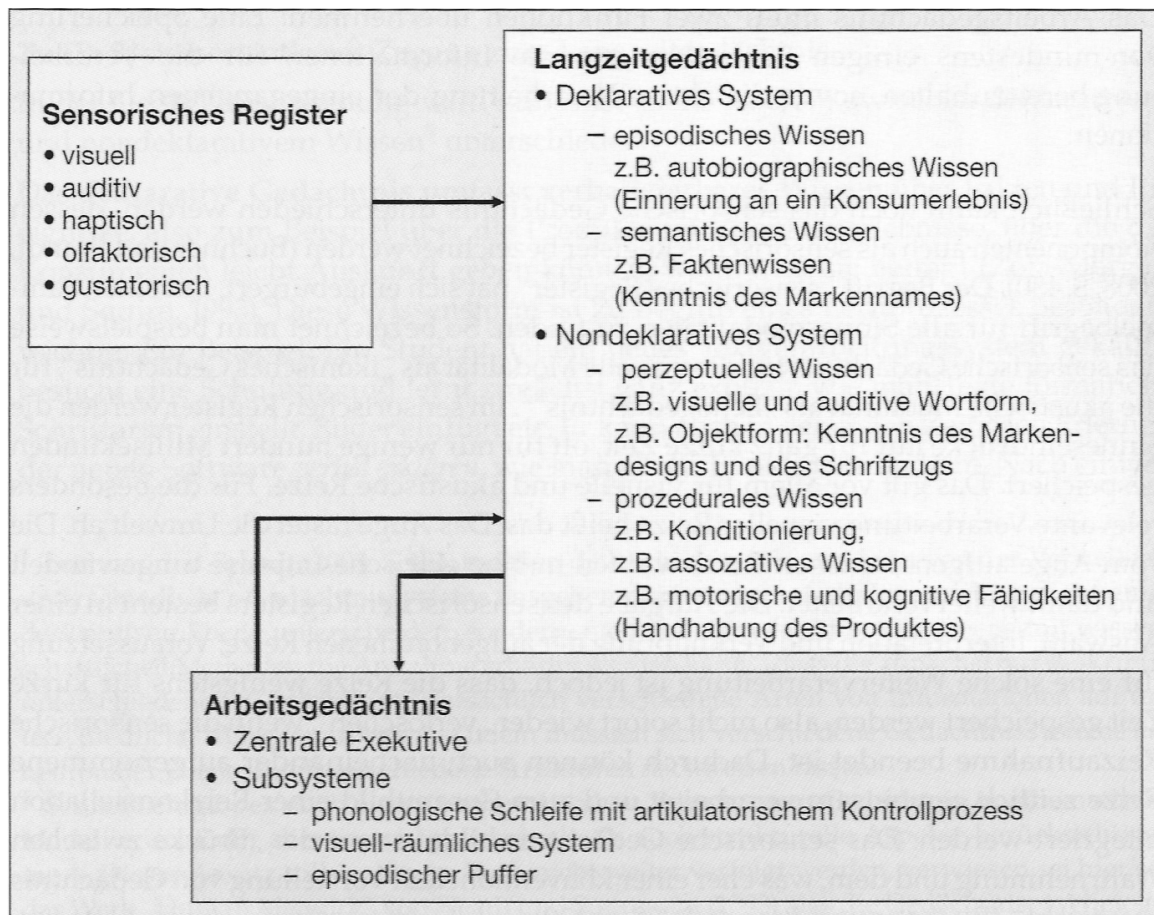 Sensorisches Register
• visuell
• auditiv
• haptisch
• olfaktorisch
• gustatorisch
Langzeitgedächtnis
• Deklaratives System
– episodisches Wissen
z.B. autobiographisches Wissen
(Einnerung an ein Konsumerlebnis)
– semantisches Wissen
z.B. Faktenwissen
(Kenntnis des Markennames)
• Nondeklaratives System
– perzeptuelles Wissen
z.B. visuelle und auditive Wortform,
z.B. Objektform: Kenntnis des Marken-
designs und des Schriftzugs
– prozedurales Wissen
z.B. Konditionierung,
z.B. assoziatives Wissen
z.B. motorische und kognitive Fähigkeiten
(Handhabung des Produktes)
Arbeitsgedächtnis
• Zentrale Exekutive
• Subsysteme
– phonologische Schleife mit artikulatorischem Kontrollprozess
– visuell-räumliches System
– episodischer Puffer